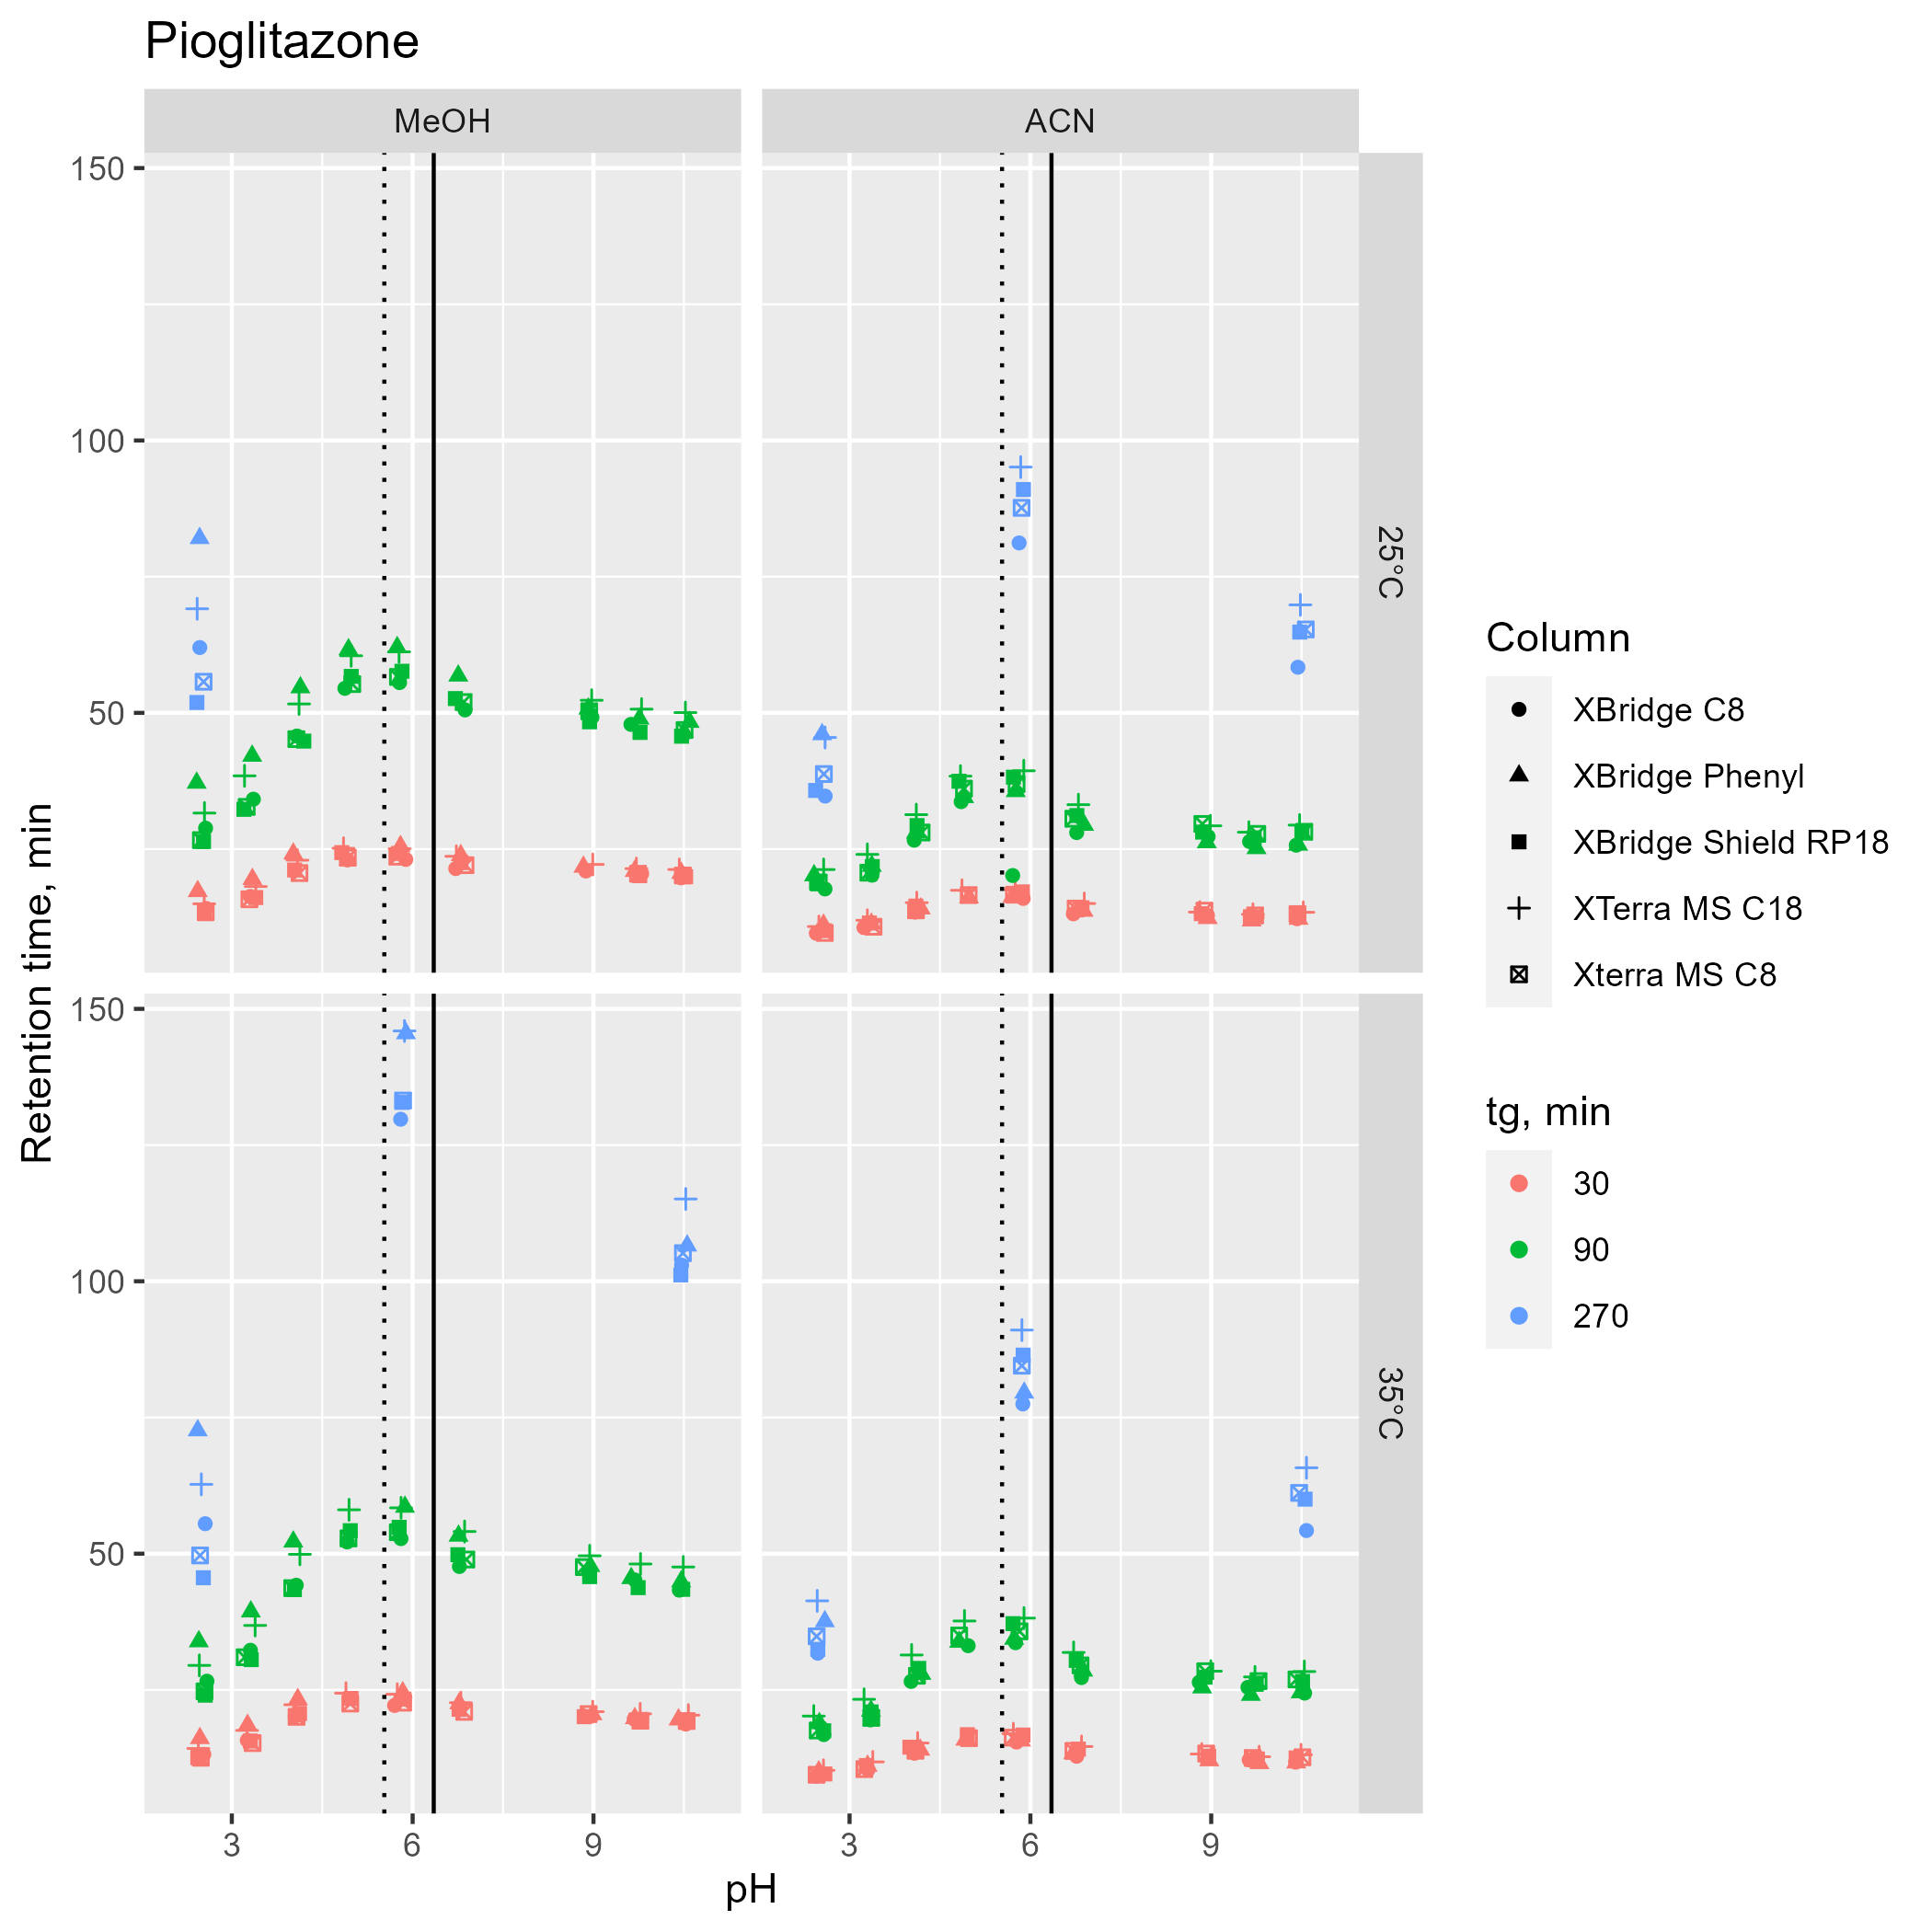 Pioglitazone
MeOH
ACN
150
100
50
25°C
150
100
50
35°C
3
6
9
3
6
9
pH
Retention time, min
Column
XBridge C8
XBridge Phenyl
XBridge Shield RP18
XTerra MS C18
Xterra MS C8
tg, min
30
90
270